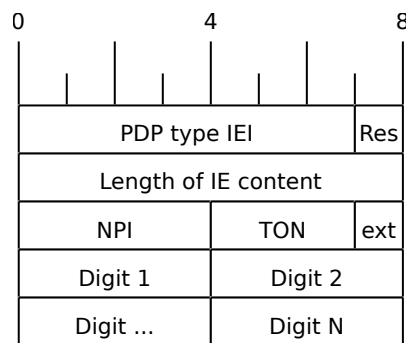 0 4 8
PDP type IEI Res
Length of IE content
NPI TON ext
Digit 1 Digit 2
Digit ... Digit N